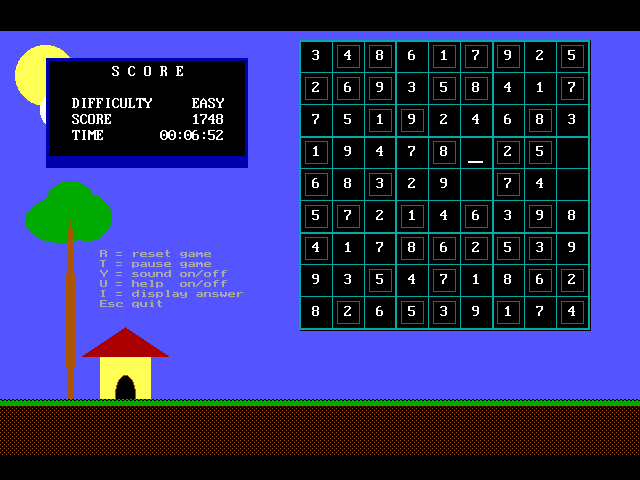 S C O R E
DIFFICULTY EASY
SCORE 1748
TIME 00:06:52
3 4 8 6 1 7 9 2 5
2 6 9 3 5 8 4 1 7
7 5 1 9 2 4 6 8 3
1 9 4 7 8 _ 2 5
6 8 3 2 9 7 4
5 7 2 1 4 6 3 9 8
4 1 7 8 6 2 5 3 9
9 3 5 4 7 1 8 6 2
8 2 6 5 3 9 1 7 4
R = reset game
T = pause game
Y = sound on/off
U = help on/off
I = display answer
Esc quit